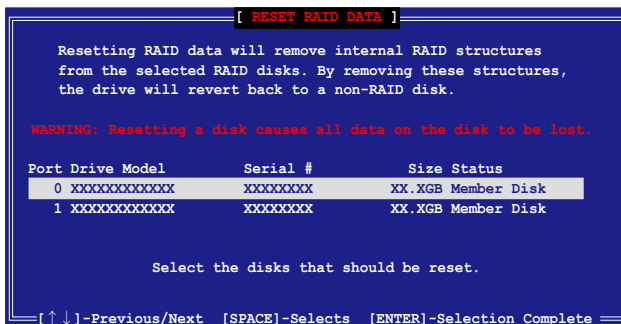 [ RESET RAID DATA ]
Resetting RAID data will remove internal RAID structures
from the selected RAID disks. By removing these structures,
the drive will revert back to a non-RAID disk.
WARNING: Resetting a disk causes all data on the disk to be lost.
Port Drive Model Serial # Size Status
0 XXXXXXXXXXXX XXXXXXXX XX.XGB Member Disk
1 XXXXXXXXXXXX XXXXXXXX XX.XGB Member Disk
Select the disks that should be reset.
[↑↓]-Previous/Next [SPACE]-Selects [ENTER]-Selection Complete